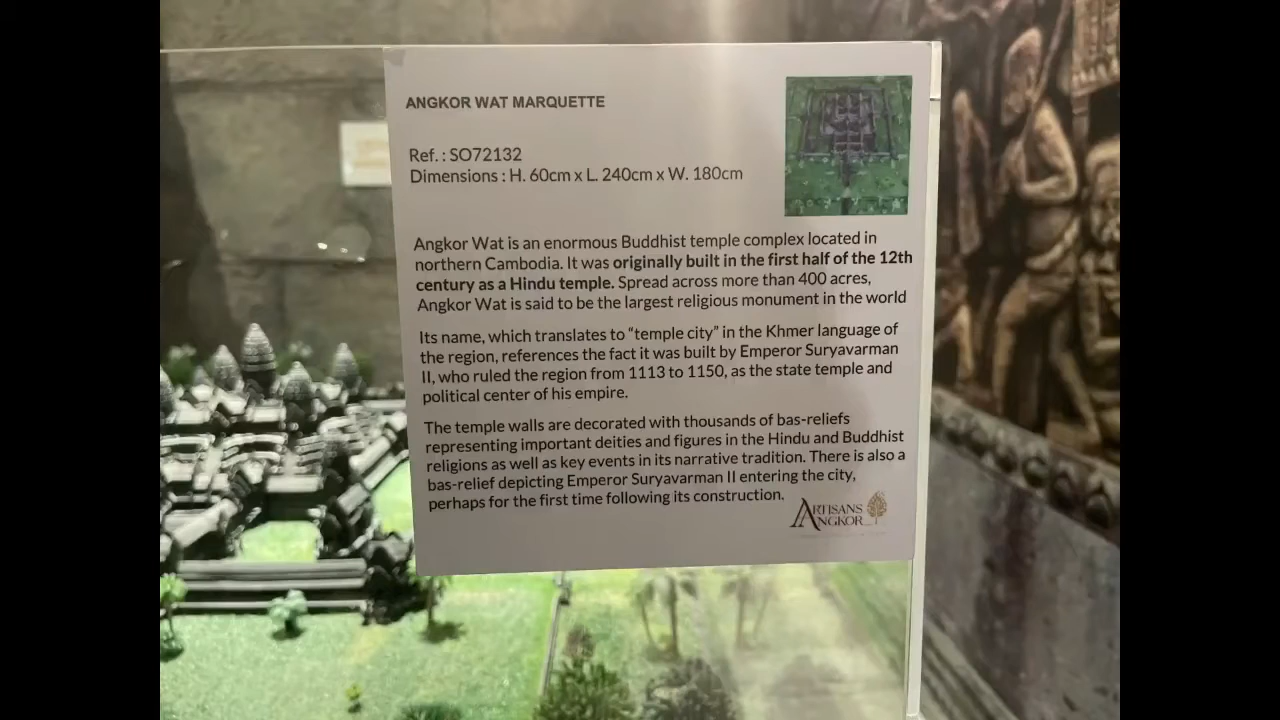 ANGKOR WAT MARQUETTE
Ref. : SO72132
Dimensions : H. 60cm x L. 240cm x W. 180cm
Angkor Wat is an enormous Buddhist temple complex located in
northern Cambodia. It was originally built in the first half of the 12th
century as a Hindu temple. Spread across more than 400 acres,
Angkor Wat is said to be the largest religious monument in the world
Its name, which translates to “temple city” in the Khmer language of
the region, references the fact it was built by Emperor Suryavarman
II, who ruled the region from 1113 to 1150, as the state temple and
political center of his empire.
The temple walls are decorated with thousands of bas-reliefs
representing important deities and figures in the Hindu and Buddhist
religions as well as key events in its narrative tradition. There is also a
bas-relief depicting Emperor Suryavarman II entering the city,
perhaps for the first time following its construction.
ARTISANS
ANGKOR